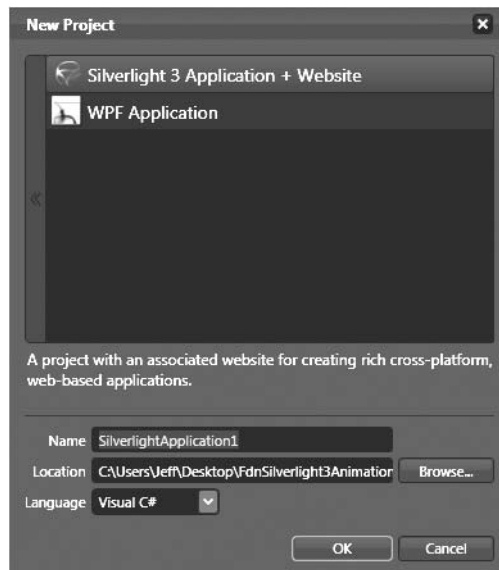 New Project
Silverlight 3 Application + Website
WPF Application
A project with an associated website for creating rich cross-platform,
web-based applications.
Name SilverlightApplication1
Location C:\Users\Jeff\Desktop\FdnSilverlight3Animation Browse...
Language Visual C#
OK Cancel